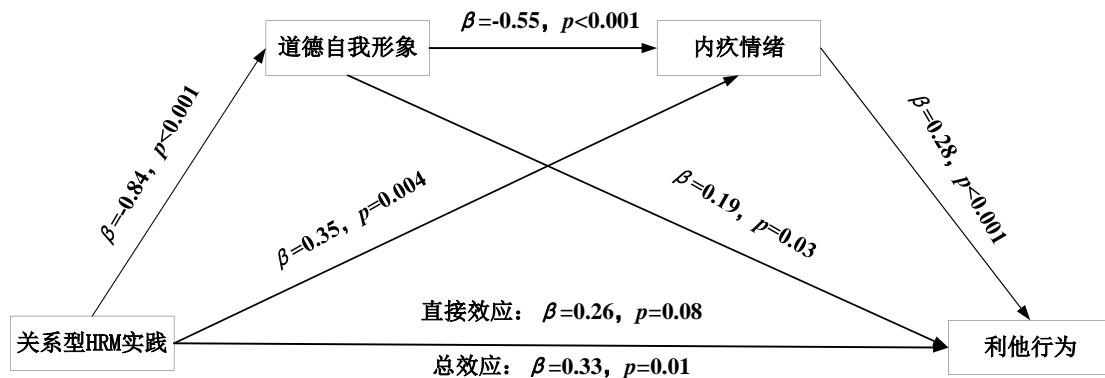 β=-0.55，p<0.001
道德自我形象
内疚情绪
β=-0.84，p<0.001
β=0.35，p=0.004
β=0.19，p=0.03
β=0.28，p<0.001
直接效应：β=0.26，p=0.08
关系型HRM实践
利他行为
总效应：β=0.33，p=0.01